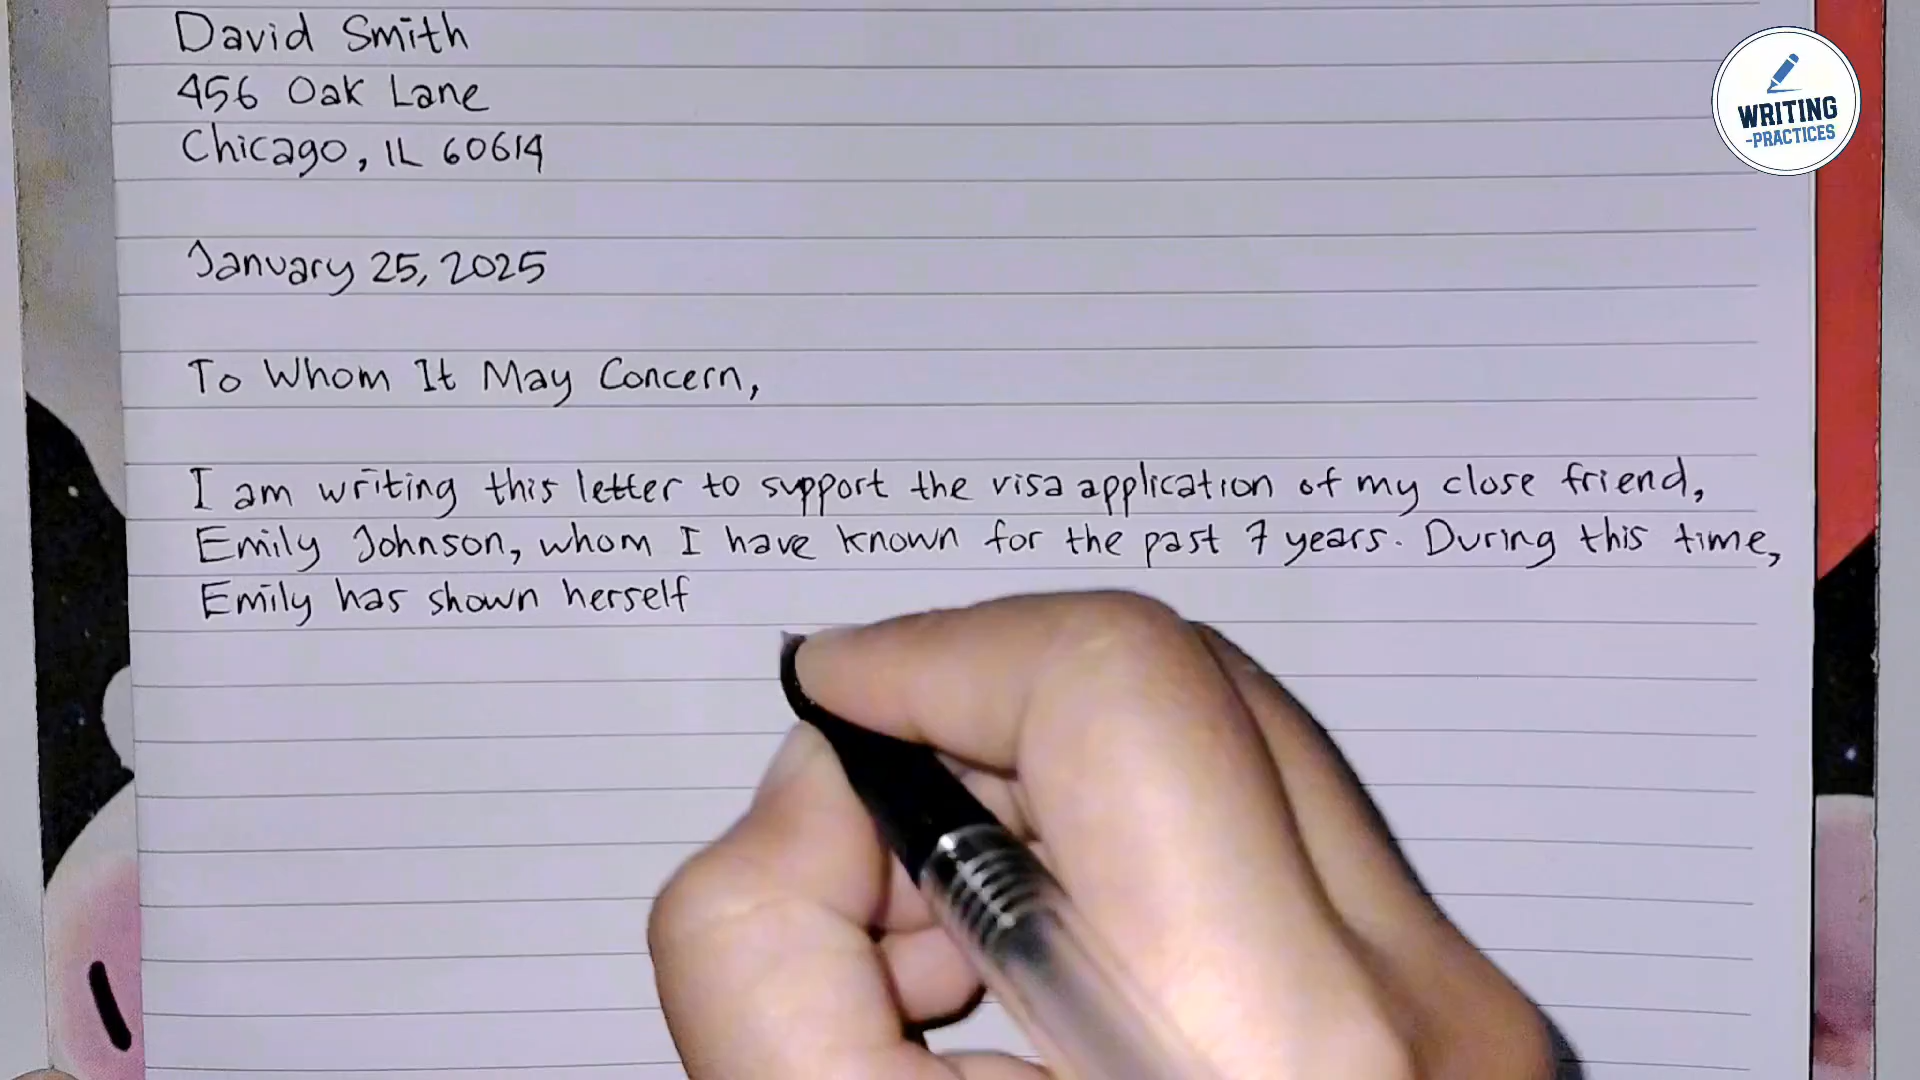 David Smith
456 Oak Lane
Chicago, IL 60614
January 25, 2025
To Whom It May Concern,
I am writing this letter to support the visa application of my close friend,
Emily Johnson, whom I have known for the past 7 years. During this time,
Emily has shown herself
WRITING
-PRACTICES